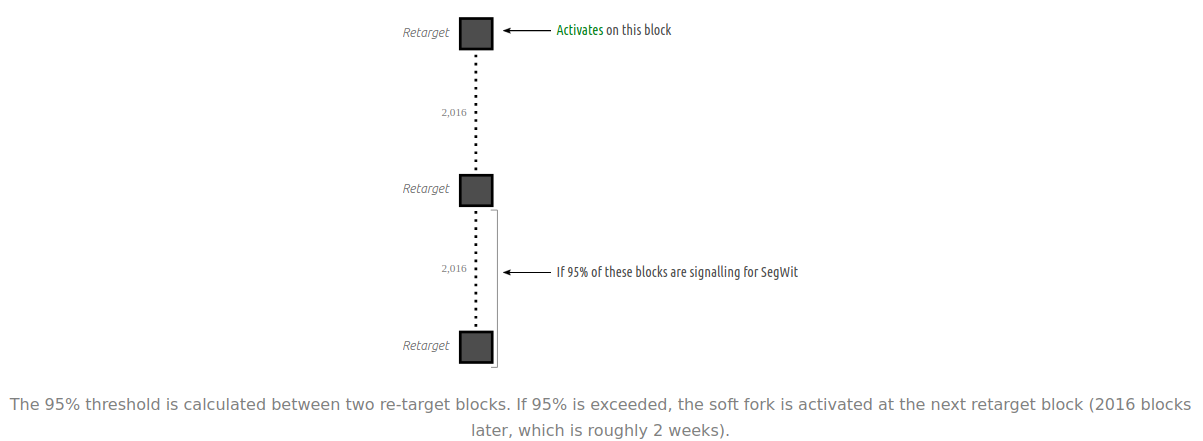 Retarget
Activates on this block
2,016
Retarget
2,016
If 95% of these blocks are signalling for SegWit
Retarget
The 95% threshold is calculated between two re-target blocks. If 95% is exceeded, the soft fork is activated at the next retarget block (2016 blocks
later, which is roughly 2 weeks).